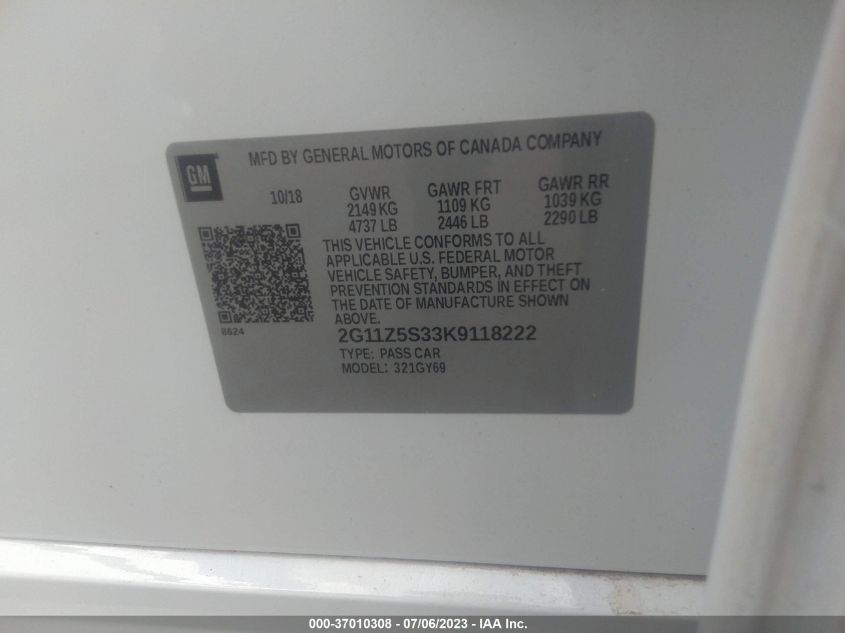 GM
MFD BY GENERAL MOTORS OF CANADA COMPANY
10/18 GVWR GAWR FRT GAWR RR
2149 KG 1109 KG 1039 KG
4737 LB 2446 LB 2290 LB
THIS VEHICLE CONFORMS TO ALL
APPLICABLE U.S. FEDERAL MOTOR
VEHICLE SAFETY, BUMPER, AND THEFT
PREVENTION STANDARDS IN EFFECT ON
THE DATE OF MANUFACTURE SHOWN
ABOVE.
8624
2G11Z5S33K9118222
TYPE: PASS CAR
MODEL: 321GY69
000-37010308 - 07/06/2023 - IAA Inc.